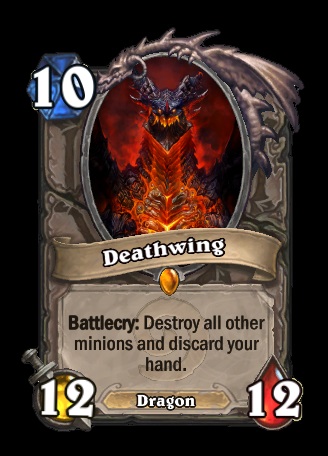 10
Deathwing
Battlecry: Destroy all other
minions and discard your
hand.
12
Dragon
12